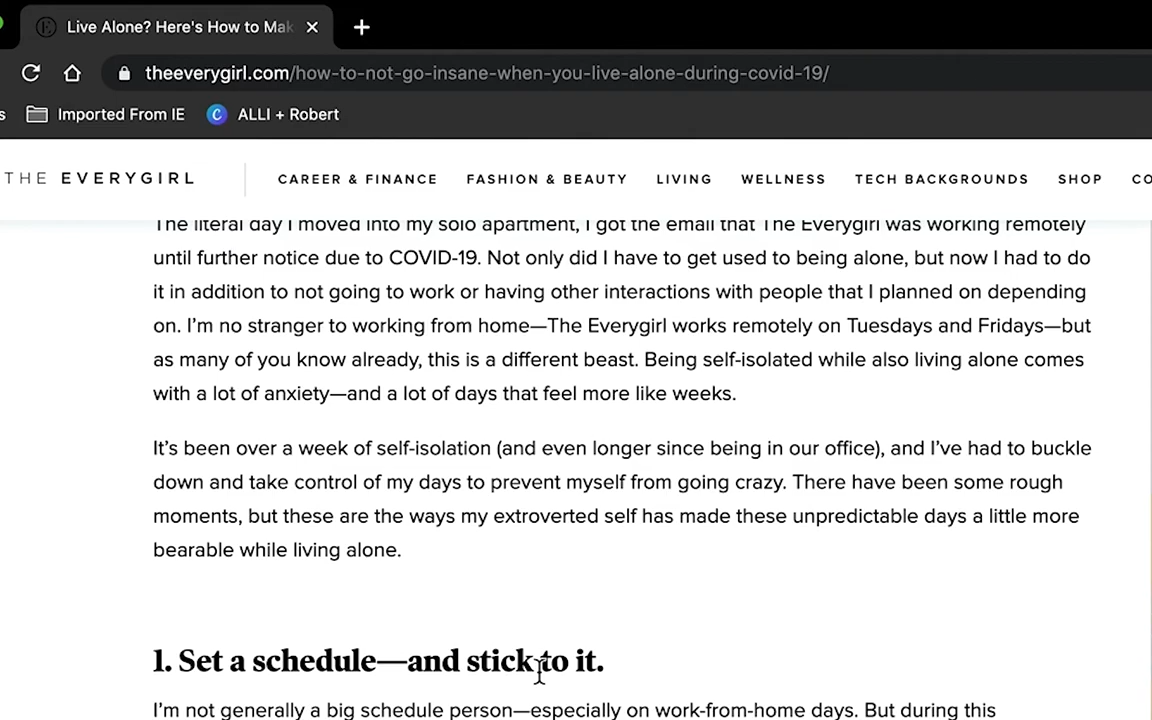 Live Alone? Here's How to Mak
theeverygirl.com/how-to-not-go-insane-when-you-live-alone-during-covid-19/
s Imported From IE ALLI + Robert
THE EVERYGIRL CAREER & FINANCE FASHION & BEAUTY LIVING WELLNESS TECH BACKGROUNDS SHOP CO
The literal day I moved into my solo apartment, I got the email that The Everygirl was working remotely
until further notice due to COVID-19. Not only did I have to get used to being alone, but now I had to do
it in addition to not going to work or having other interactions with people that I planned on depending
on. I'm no stranger to working from home—The Everygirl works remotely on Tuesdays and Fridays—but
as many of you know already, this is a different beast. Being self-isolated while also living alone comes
with a lot of anxiety—and a lot of days that feel more like weeks.
It's been over a week of self-isolation (and even longer since being in our office), and I've had to buckle
down and take control of my days to prevent myself from going crazy. There have been some rough
moments, but these are the ways my extroverted self has made these unpredictable days a little more
bearable while living alone.
1. Set a schedule—and stick to it.
I'm not generally a big schedule person—especially on work-from-home days. But during this